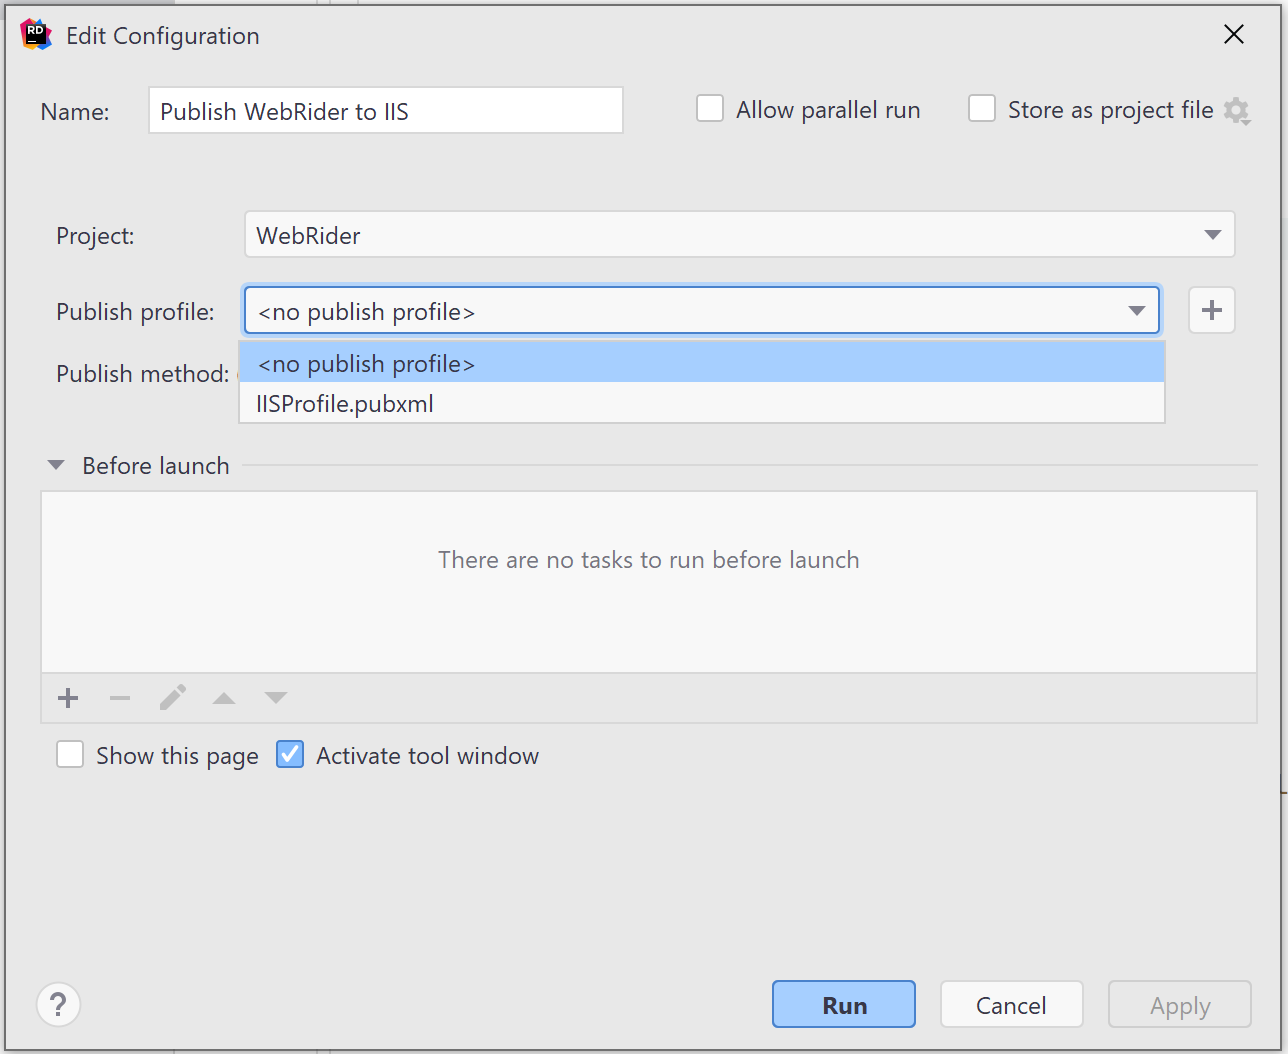 RD
Edit Configuration
Name: Publish WebRider to IIS Allow parallel run Store as project file
Project: WebRider
Publish profile: <no publish profile>
<no publish profile>
Publish method:
IISProfile.pubxml
Before launch
There are no tasks to run before launch
Show this page Activate tool window
? Run Cancel Apply